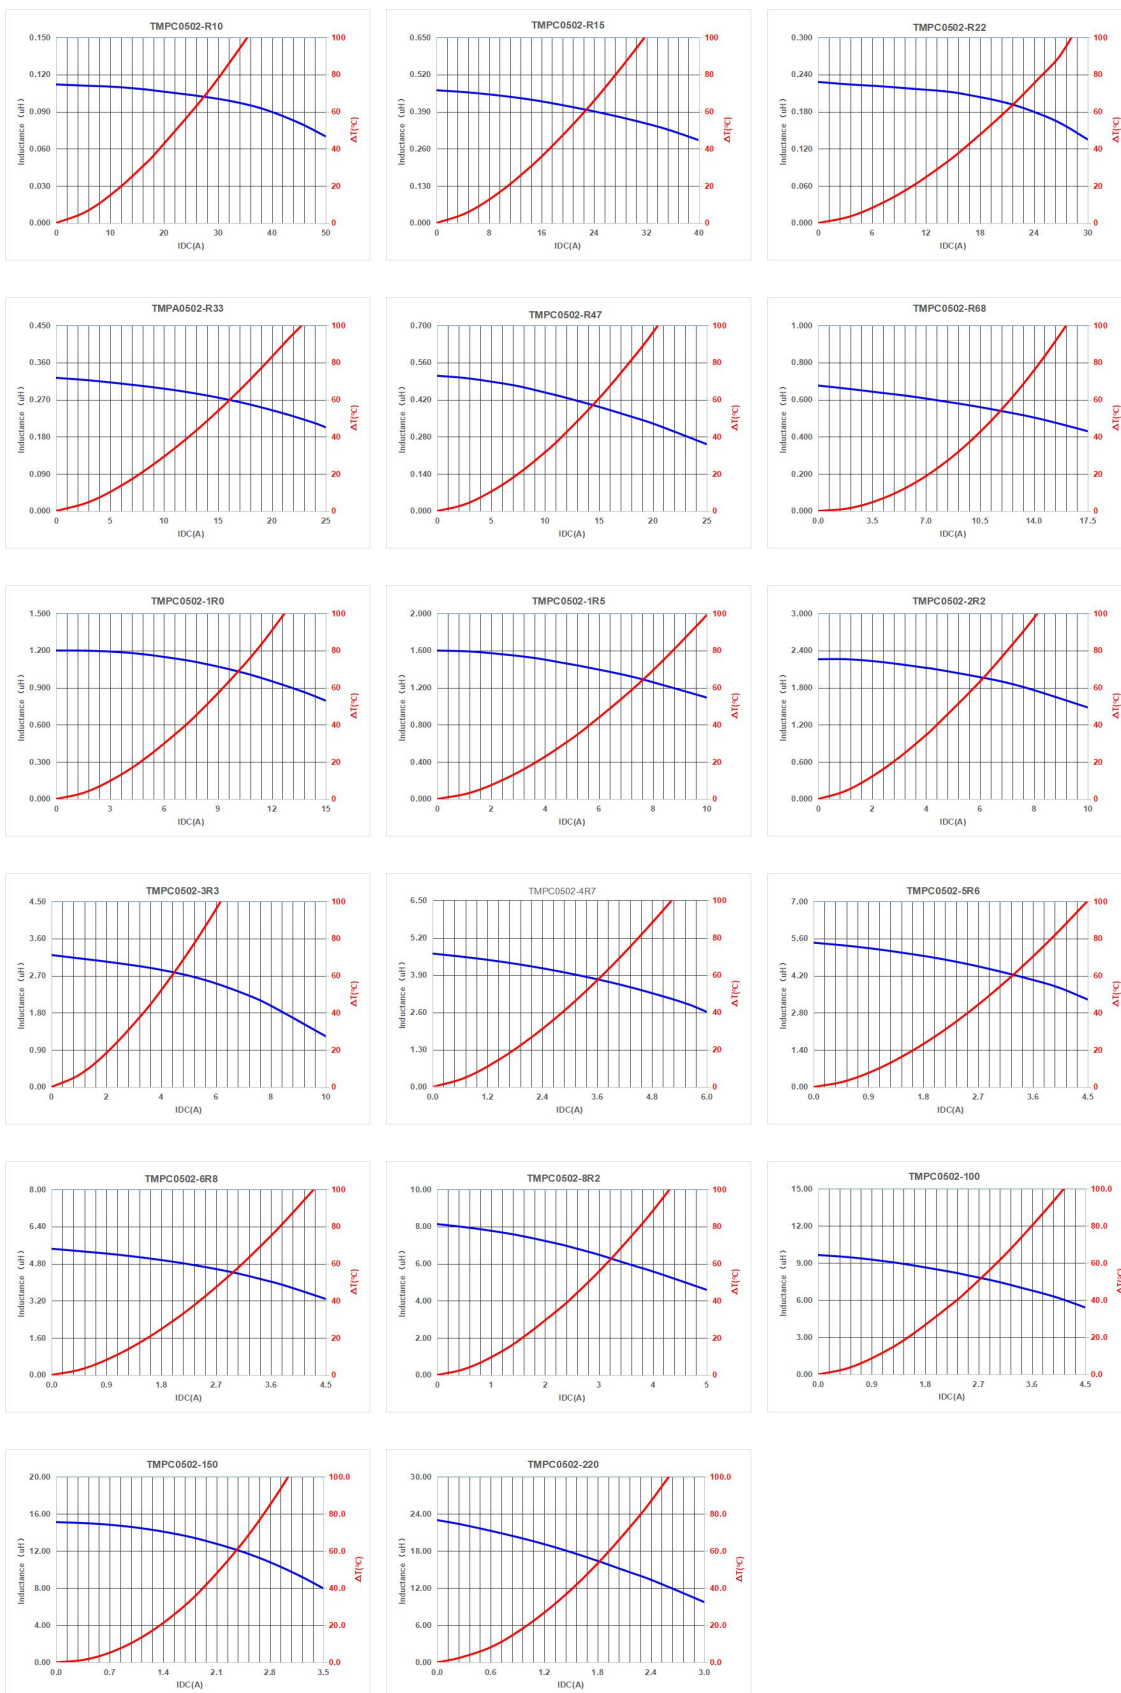 TMPC0502-R10
0.150 0.120 0.090 0.060 0.030 0.000
Inductance (uH)
100 80 60 40 20 0
ΔT(℃)
0 10 20 30 40 50
IDC(A)
TMPC0502-R15
0.650 0.520 0.390 0.260 0.130 0.000
Inductance (uH)
100 80 60 40 20 0
ΔT(℃)
0 8 16 24 32 40
IDC(A)
TMPC0502-R22
0.300 0.240 0.180 0.120 0.060 0.000
Inductance (uH)
100 80 60 40 20 0
ΔT(℃)
0 6 12 18 24 30
IDC(A)
TMPA0502-R33
0.450 0.360 0.270 0.180 0.090 0.000
Inductance (uH)
100 80 60 40 20 0
ΔT(℃)
0 5 10 15 20 25
IDC(A)
TMPC0502-R47
0.700 0.560 0.420 0.280 0.140 0.000
Inductance (uH)
100 80 60 40 20 0
ΔT(℃)
0 5 10 15 20 25
IDC(A)
TMPC0502-R68
1.000 0.800 0.600 0.400 0.200 0.000
Inductance (uH)
100 80 60 40 20 0
ΔT(℃)
0.0 3.5 7.0 10.5 14.0 17.5
IDC(A)
TMPC0502-1R0
1.500 1.200 0.900 0.600 0.300 0.000
Inductance (uH)
100 80 60 40 20 0
ΔT(℃)
0 3 6 9 12 15
IDC(A)
TMPC0502-1R5
2.000 1.600 1.200 0.800 0.400 0.000
Inductance (uH)
100 80 60 40 20 0
ΔT(℃)
0 2 4 6 8 10
IDC(A)
TMPC0502-2R2
3.000 2.400 1.800 1.200 0.600 0.000
Inductance (uH)
100 80 60 40 20 0
ΔT(℃)
0 2 4 6 8 10
IDC(A)
TMPC0502-3R3
4.50 3.60 2.70 1.80 0.90 0.00
Inductance (uH)
100 80 60 40 20 0
ΔT(℃)
0 2 4 6 8 10
IDC(A)
TMPC0502-4R7
6.50 5.20 3.90 2.60 1.30 0.00
Inductance (uH)
100 80 60 40 20 0
ΔT(℃)
0.0 1.2 2.4 3.6 4.8 6.0
IDC(A)
TMPC0502-5R6
7.00 5.60 4.20 2.80 1.40 0.00
Inductance (uH)
100 80 60 40 20 0
ΔT(℃)
0.0 0.9 1.8 2.7 3.6 4.5
IDC(A)
TMPC0502-6R8
8.00 6.40 4.80 3.20 1.60 0.00
Inductance (uH)
100 80 60 40 20 0
ΔT(℃)
0.0 0.9 1.8 2.7 3.6 4.5
IDC(A)
TMPC0502-8R2
10.00 8.00 6.00 4.00 2.00 0.00
Inductance (uH)
100 80 60 40 20 0
ΔT(℃)
0 1 2 3 4 5
IDC(A)
TMPC0502-100
15.00 12.00 9.00 6.00 3.00 0.00
Inductance (uH)
100.0 80.0 60.0 40.0 20.0 0.0
ΔT(℃)
0.0 0.9 1.8 2.7 3.6 4.5
IDC(A)
TMPC0502-150
20.00 16.00 12.00 8.00 4.00 0.00
Inductance (uH)
100.0 80.0 60.0 40.0 20.0 0.0
ΔT(℃)
0.0 0.7 1.4 2.1 2.8 3.5
IDC(A)
TMPC0502-220
30.00 24.00 18.00 12.00 6.00 0.00
Inductance (uH)
100.0 80.0 60.0 40.0 20.0 0.0
ΔT(℃)
0.0 0.6 1.2 1.8 2.4 3.0
IDC(A)